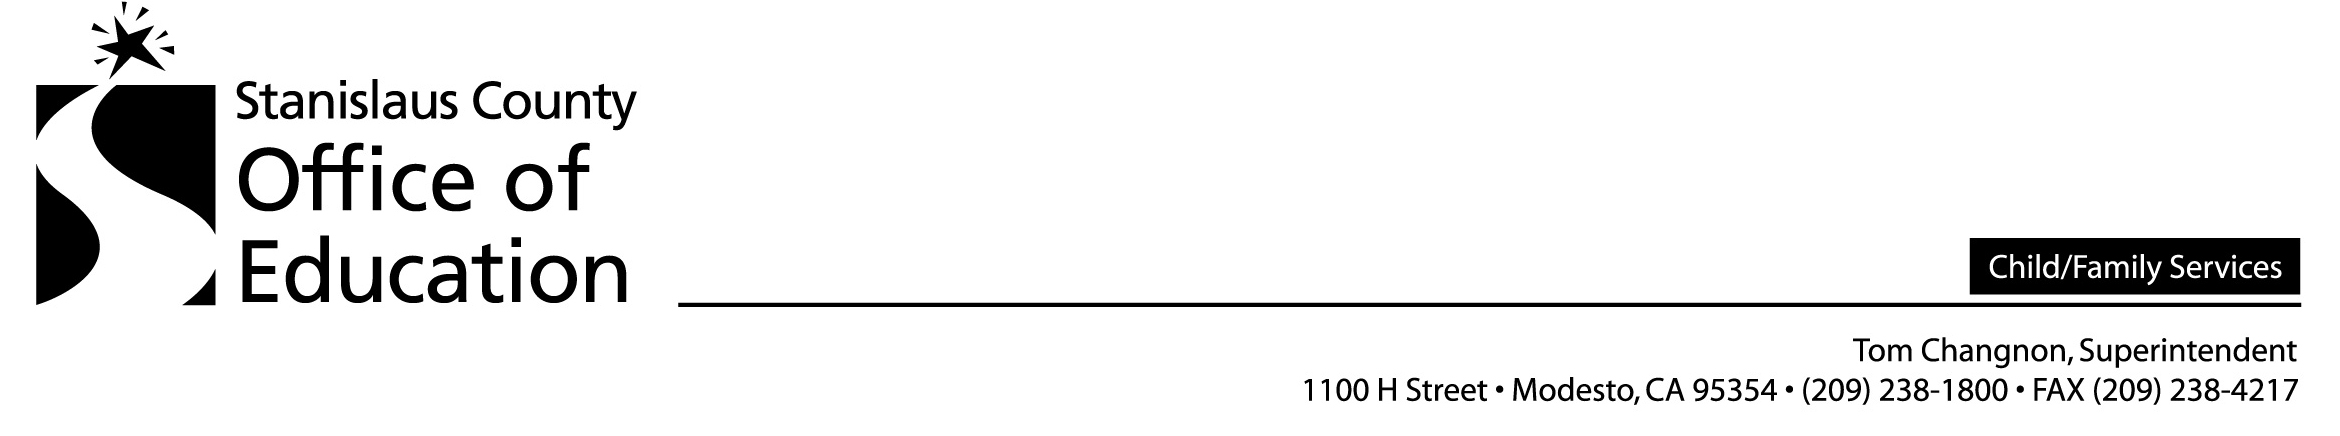 Stanislaus County
Office of
Education
Child/Family Services
Tom Changnon, Superintendent
1100 H Street • Modesto, CA 95354 • (209) 238-1800 • FAX (209) 238-4217